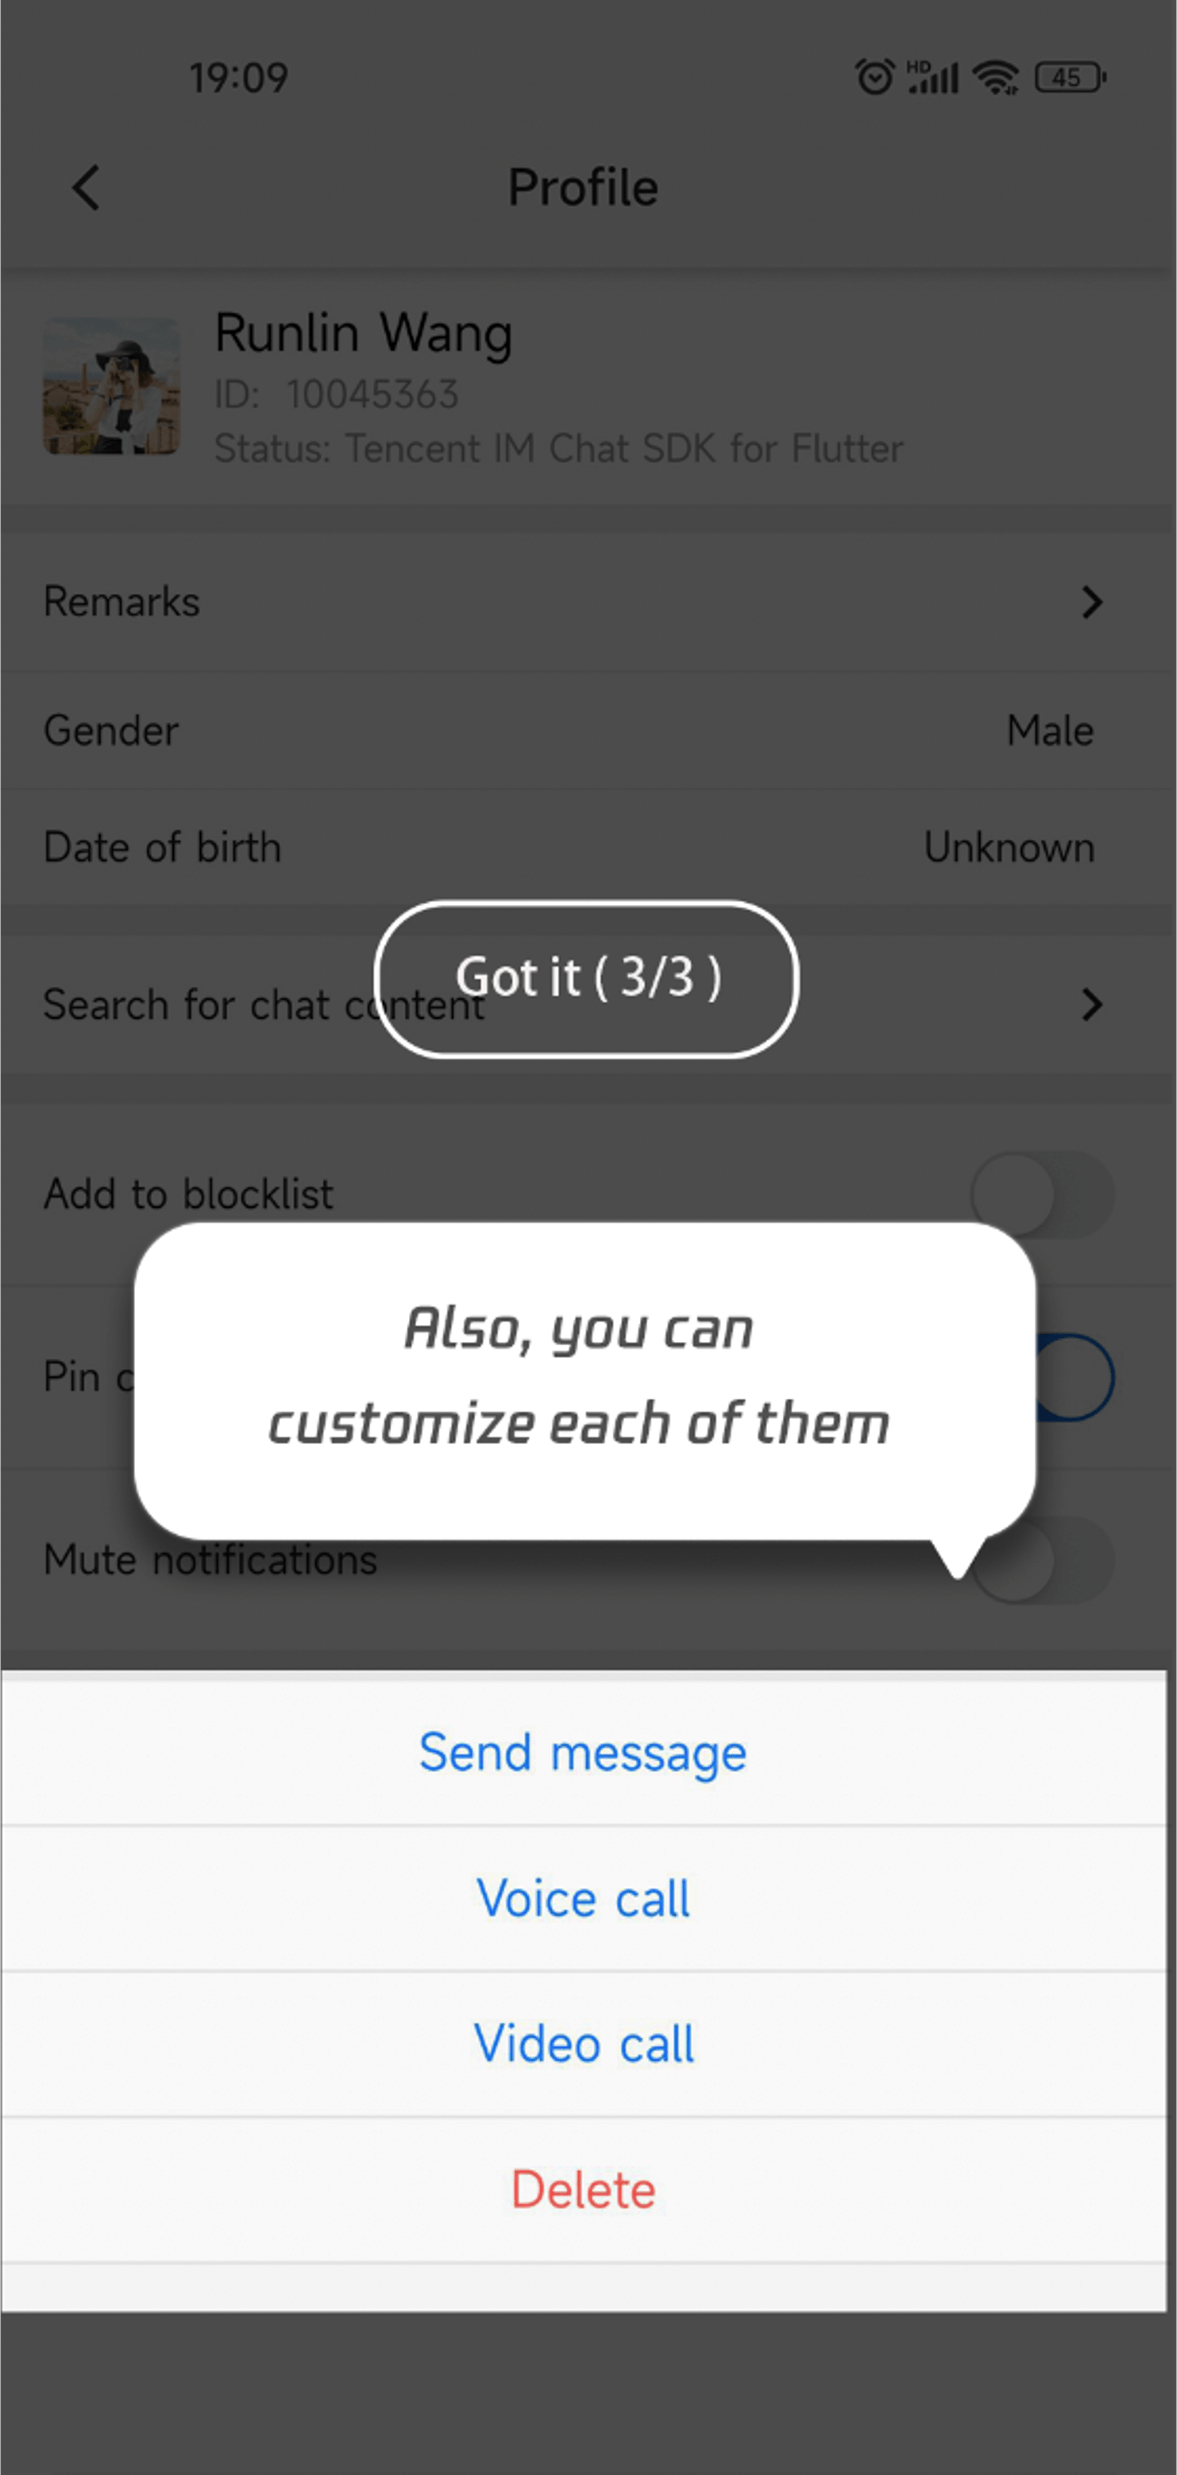 19:09
HD
45
Profile
Runlin Wang
ID: 10045363
Status: Tencent IM Chat SDK for Flutter
Remarks
Gender Male
Date of birth Unknown
Got it ( 3/3 )
Search for chat content
Add to blocklist
Also, you can
Pin
customize each of them
Mute notifications
Send message
Voice call
Video call
Delete